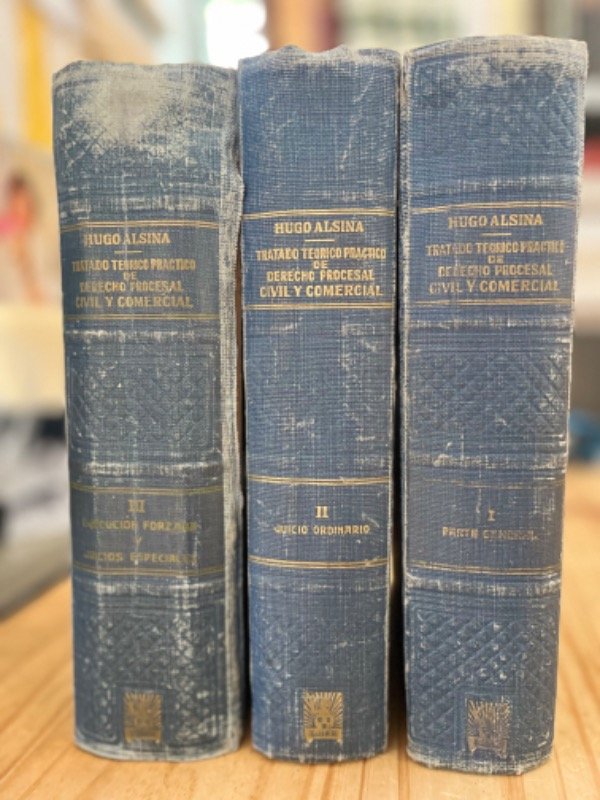 HUGO ALSINA
TRATADO TEORICO PRACTICO
DE
DERECHO PROCESAL
CIVIL Y COMERCIAL
III
EJECUCION FORZADA
Y
JUICIOS ESPECIALES
HUGO ALSINA
TRATADO TEORICO PRACTICO
DE
DERECHO PROCESAL
CIVIL Y COMERCIAL
II
JUICIO ORDINARIO
HUGO ALSINA
TRATADO TEORICO PRACTICO
DE
DERECHO PROCESAL
CIVIL Y COMERCIAL
I
PARTE GENERAL